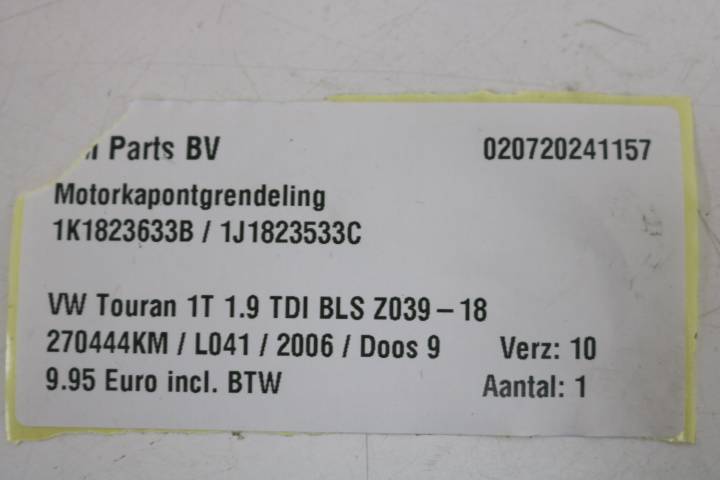 Parts BV 020720241157
Motorkapontgrendeling
1K1823633B / 1J1823533C
VW Touran 1T 1.9 TDI BLS Z039-18
270444KM / L041 / 2006 / Doos 9 Verz: 10
9.95 Euro incl. BTW Aantal: 1